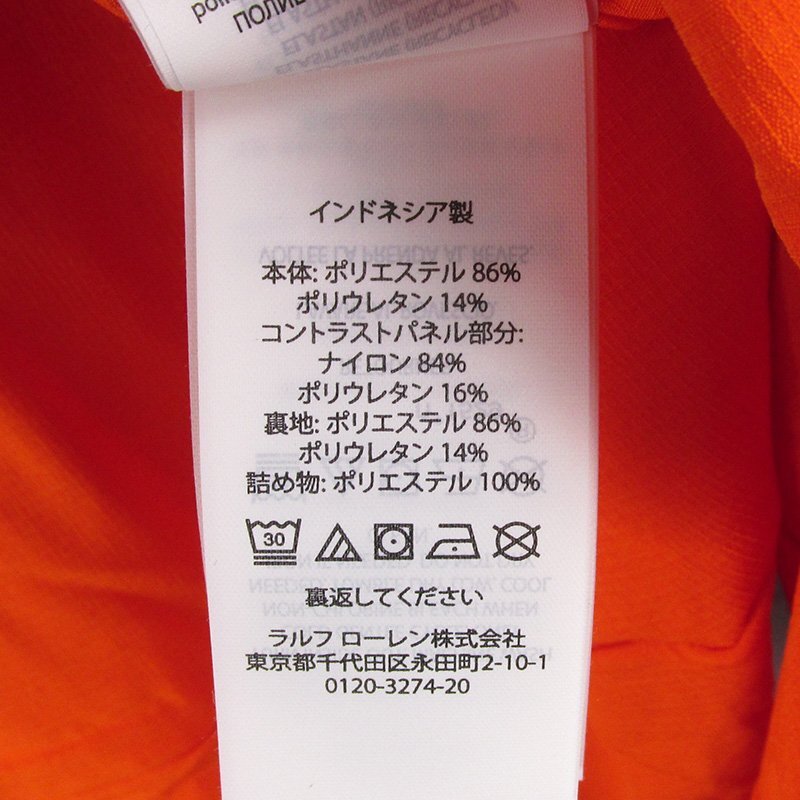 ELASTAN (RECYCLED)
ELASTHANNE (RECYCLED)
インドネシア製
本体: ポリエステル 86%
ポリウレタン 14%
コントラストパネル部分:
ナイロン 84%
ポリウレタン 16%
裏地: ポリエステル 86%
ポリウレタン 14%
詰め物: ポリエステル 100%
30
裏返してください
ラルフ ローレン株式会社
東京都千代田区永田町2-10-1
0120-3274-20